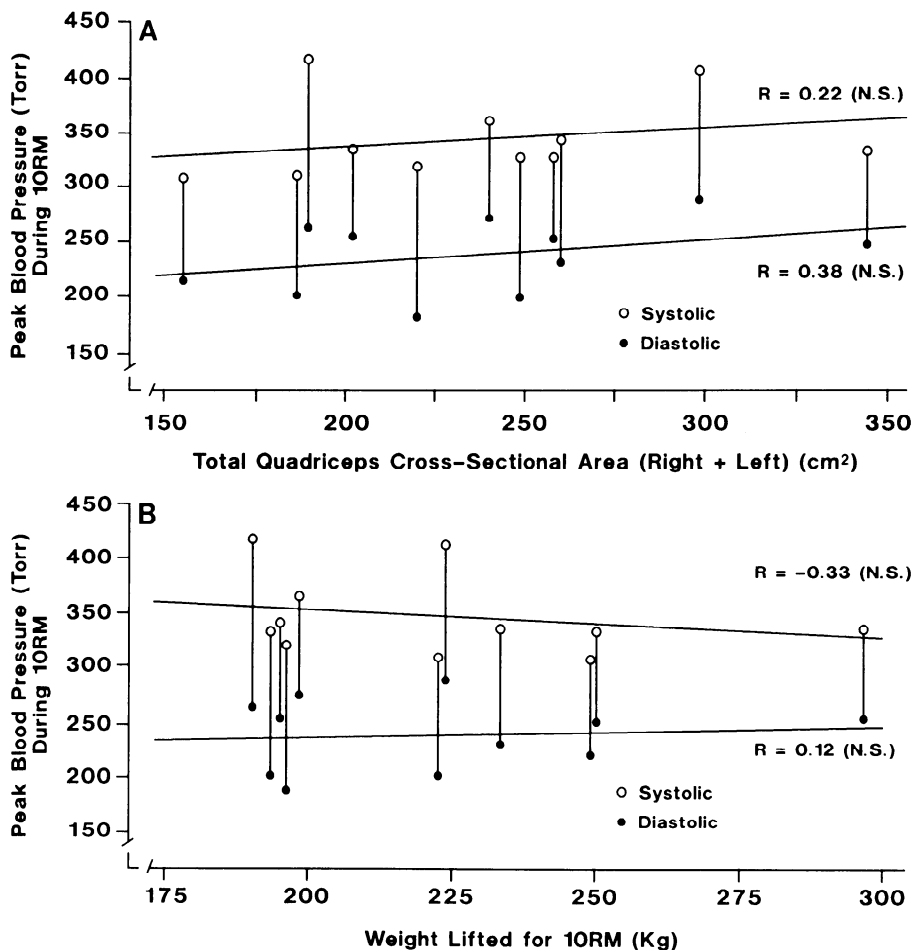 A
450
400
350
300
250
200
150
Peak Blood Pressure (Torr)
During 10RM
R = 0.22 (N.S.)
R = 0.38 (N.S.)
Systolic
Diastolic
150 200 250 300 350
Total Quadriceps Cross-Sectional Area (Right + Left) (cm²)
B
450
400
350
300
250
200
150
Peak Blood Pressure (Torr)
During 10RM
R = -0.33 (N.S.)
R = 0.12 (N.S.)
Systolic
Diastolic
175 200 225 250 275 300
Weight Lifted for 10RM (Kg)